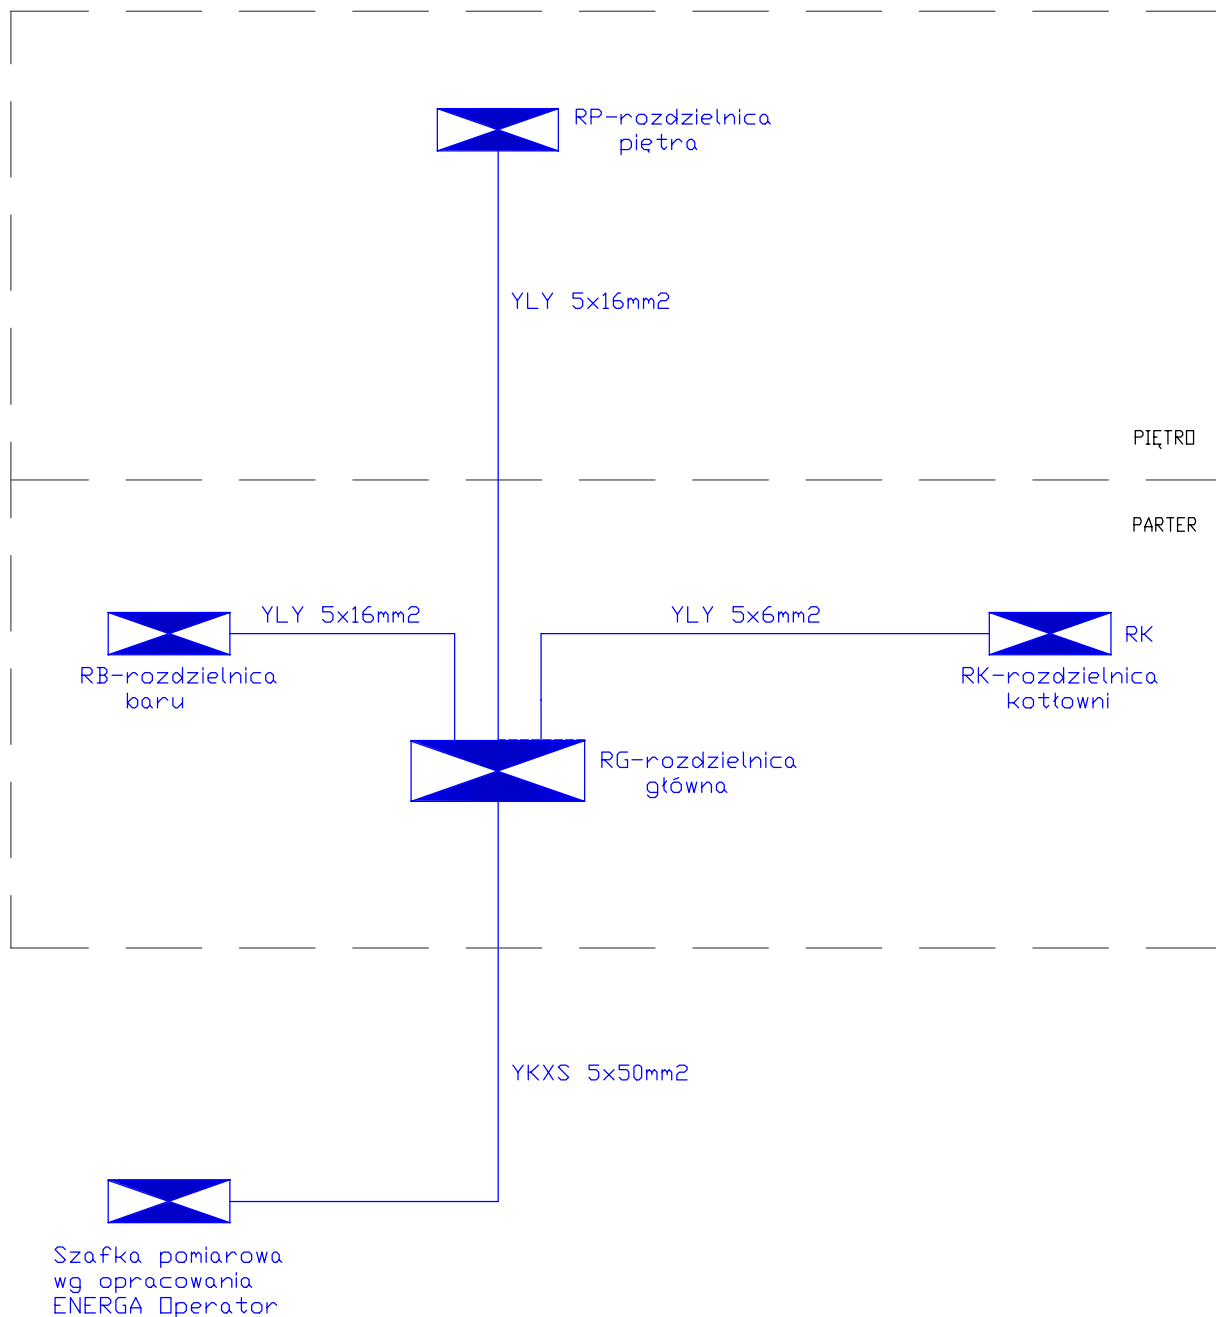 RP-rozdzielnica
piętra
YLY 5x16mm2
PIĘTRO
PARTER
YLY 5x16mm2
YLY 5x6mm2
RK
RB-rozdzielnica
baru
RK-rozdzielnica
kotłowni
RG-rozdzielnica
główna
YKXS 5x50mm2
Szafka pomiarowa
wg opracowania
ENERGA Operator